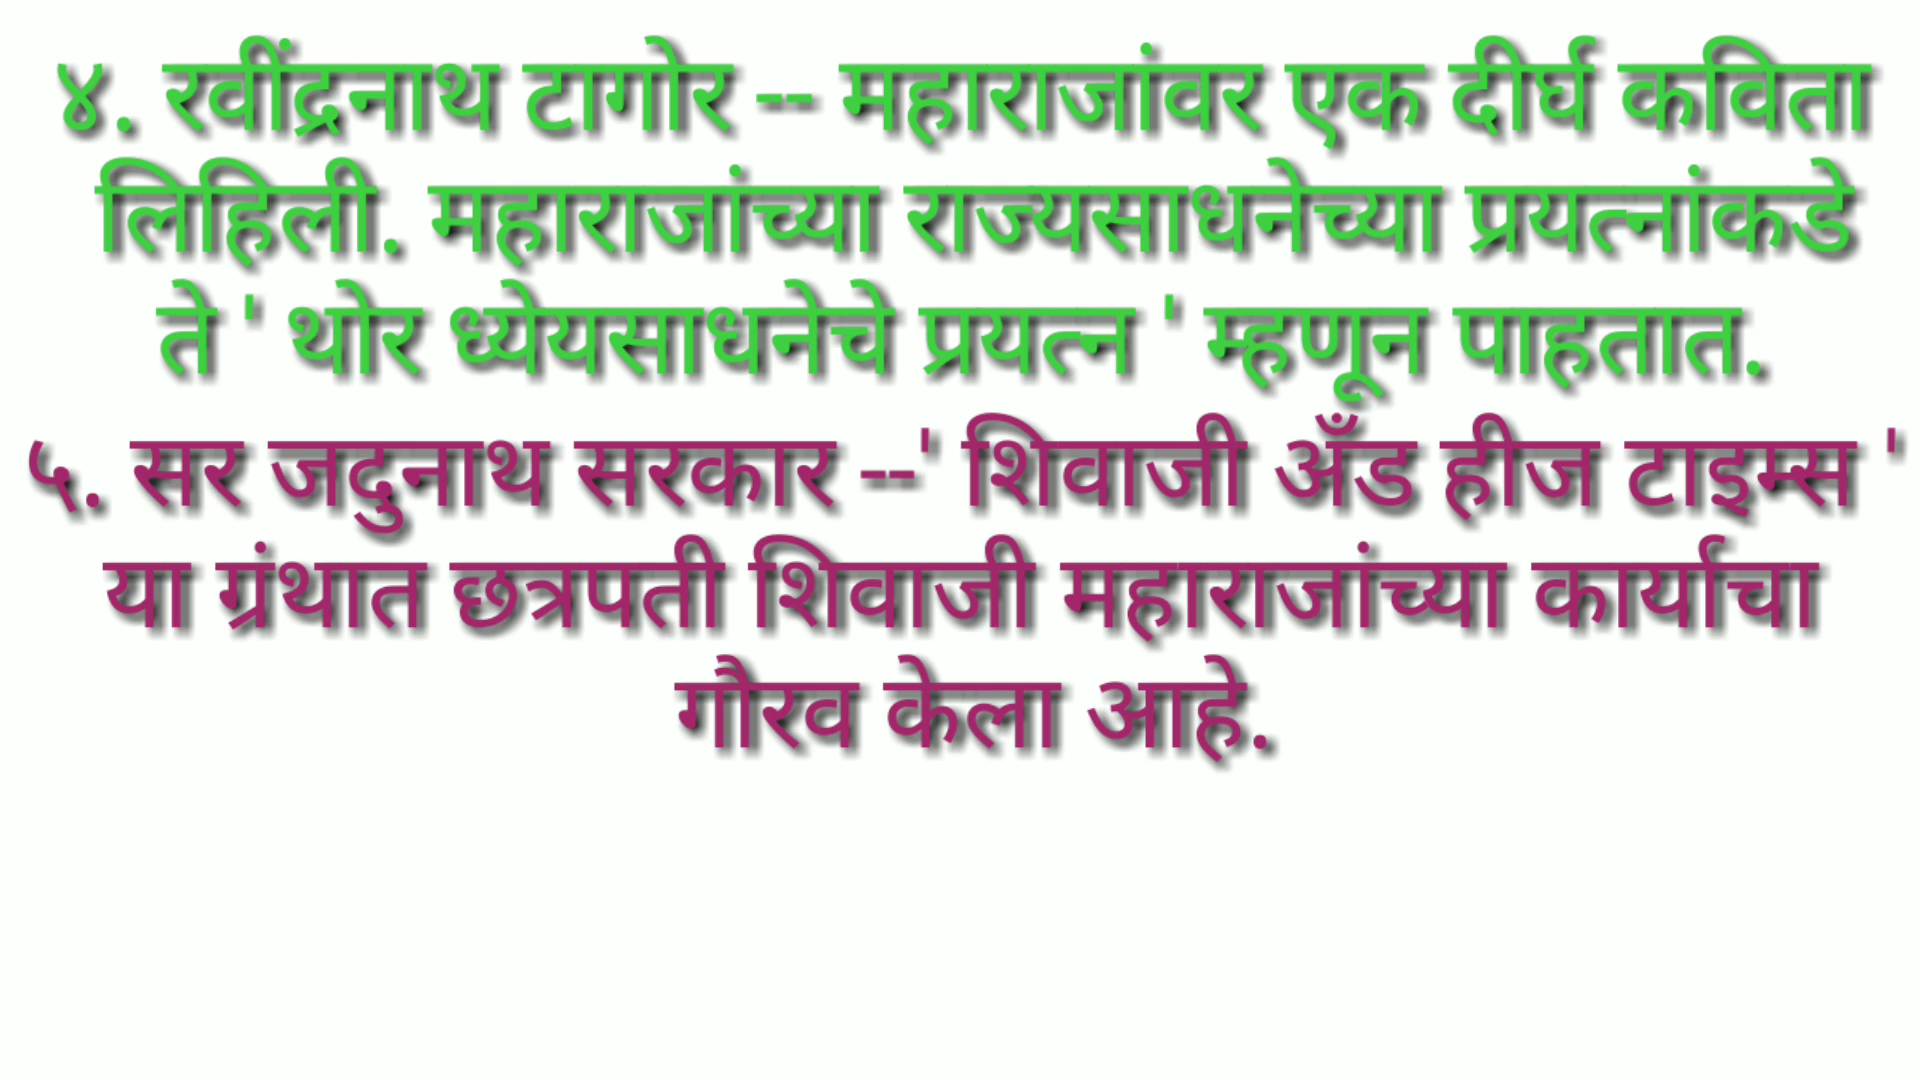 ४. रवींद्रनाथ टागोर -- महाराजांवर एक दीर्घ कविता
लिहिली. महाराजांच्या राज्यसाधनेच्या प्रयत्नांकडे
ते ' थोर ध्येयसाधनेचे प्रयत्न ' म्हणून पाहतात.
५. सर जदुनाथ सरकार --' शिवाजी अँड हीज टाइम्स '
या ग्रंथात छत्रपती शिवाजी महाराजांच्या कार्याचा
गौरव केला आहे.